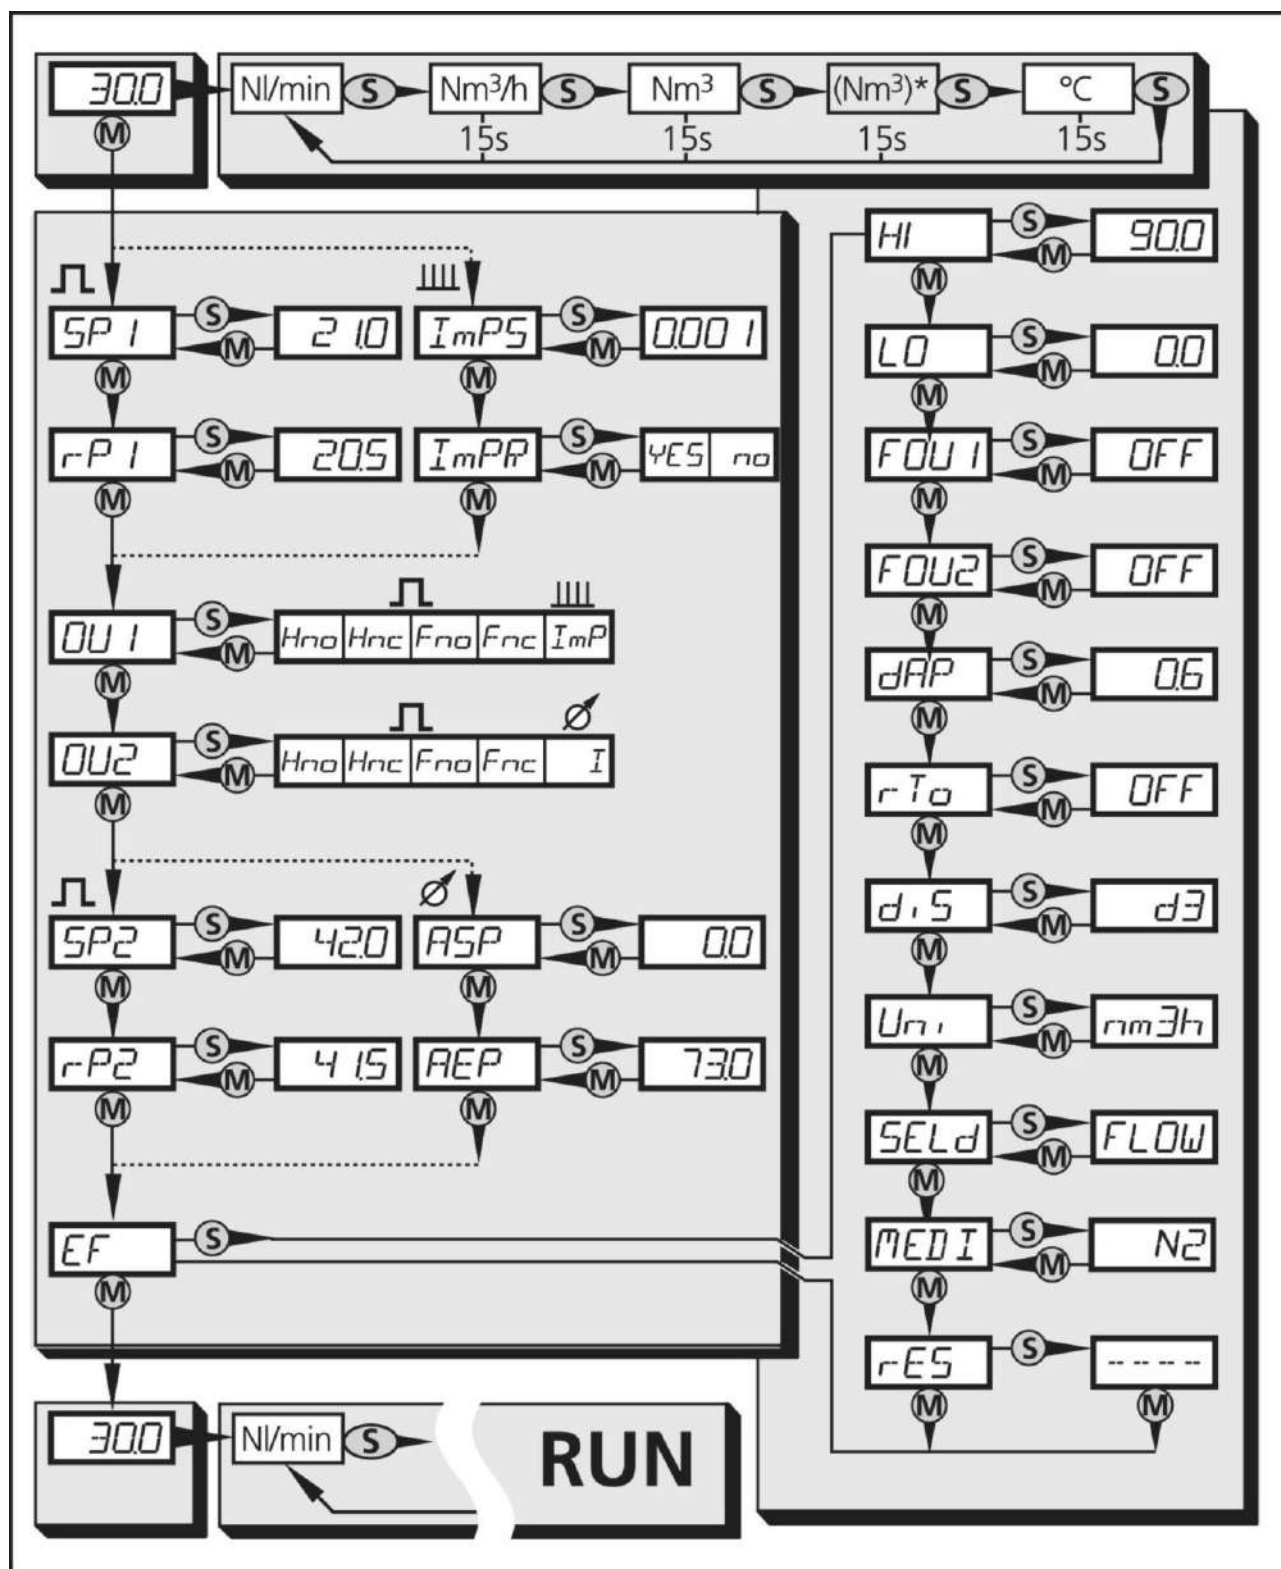 30.0 Nl/min S Nm³/h S Nm³ S (Nm³)* S °C S
M 15s 15s 15s 15s
SP1 S 21.0 M ImPS S 0.001 M
M M
rP1 S 20.5 M ImPR S YES no M
M M
OU1 S Hno Hnc Fno Fnc ImP M
M
OU2 S Hno Hnc Fno Fnc I M
M
SP2 S 42.0 M ASP S 0.0 M
M M
rP2 S 41.5 M AEP S 73.0 M
M M
EF S
M
HI S 90.0 M
M
LO S 0.0 M
M
FOU1 S OFF M
M
FOU2 S OFF M
M
dAP S 0.6 M
M
rTo S OFF M
M
diS S d3 M
M
Uni S nm3h M
M
SELd S FLOW M
M
MEDI S N2 M
M
rES S ----
M M
30.0 Nl/min S RUN